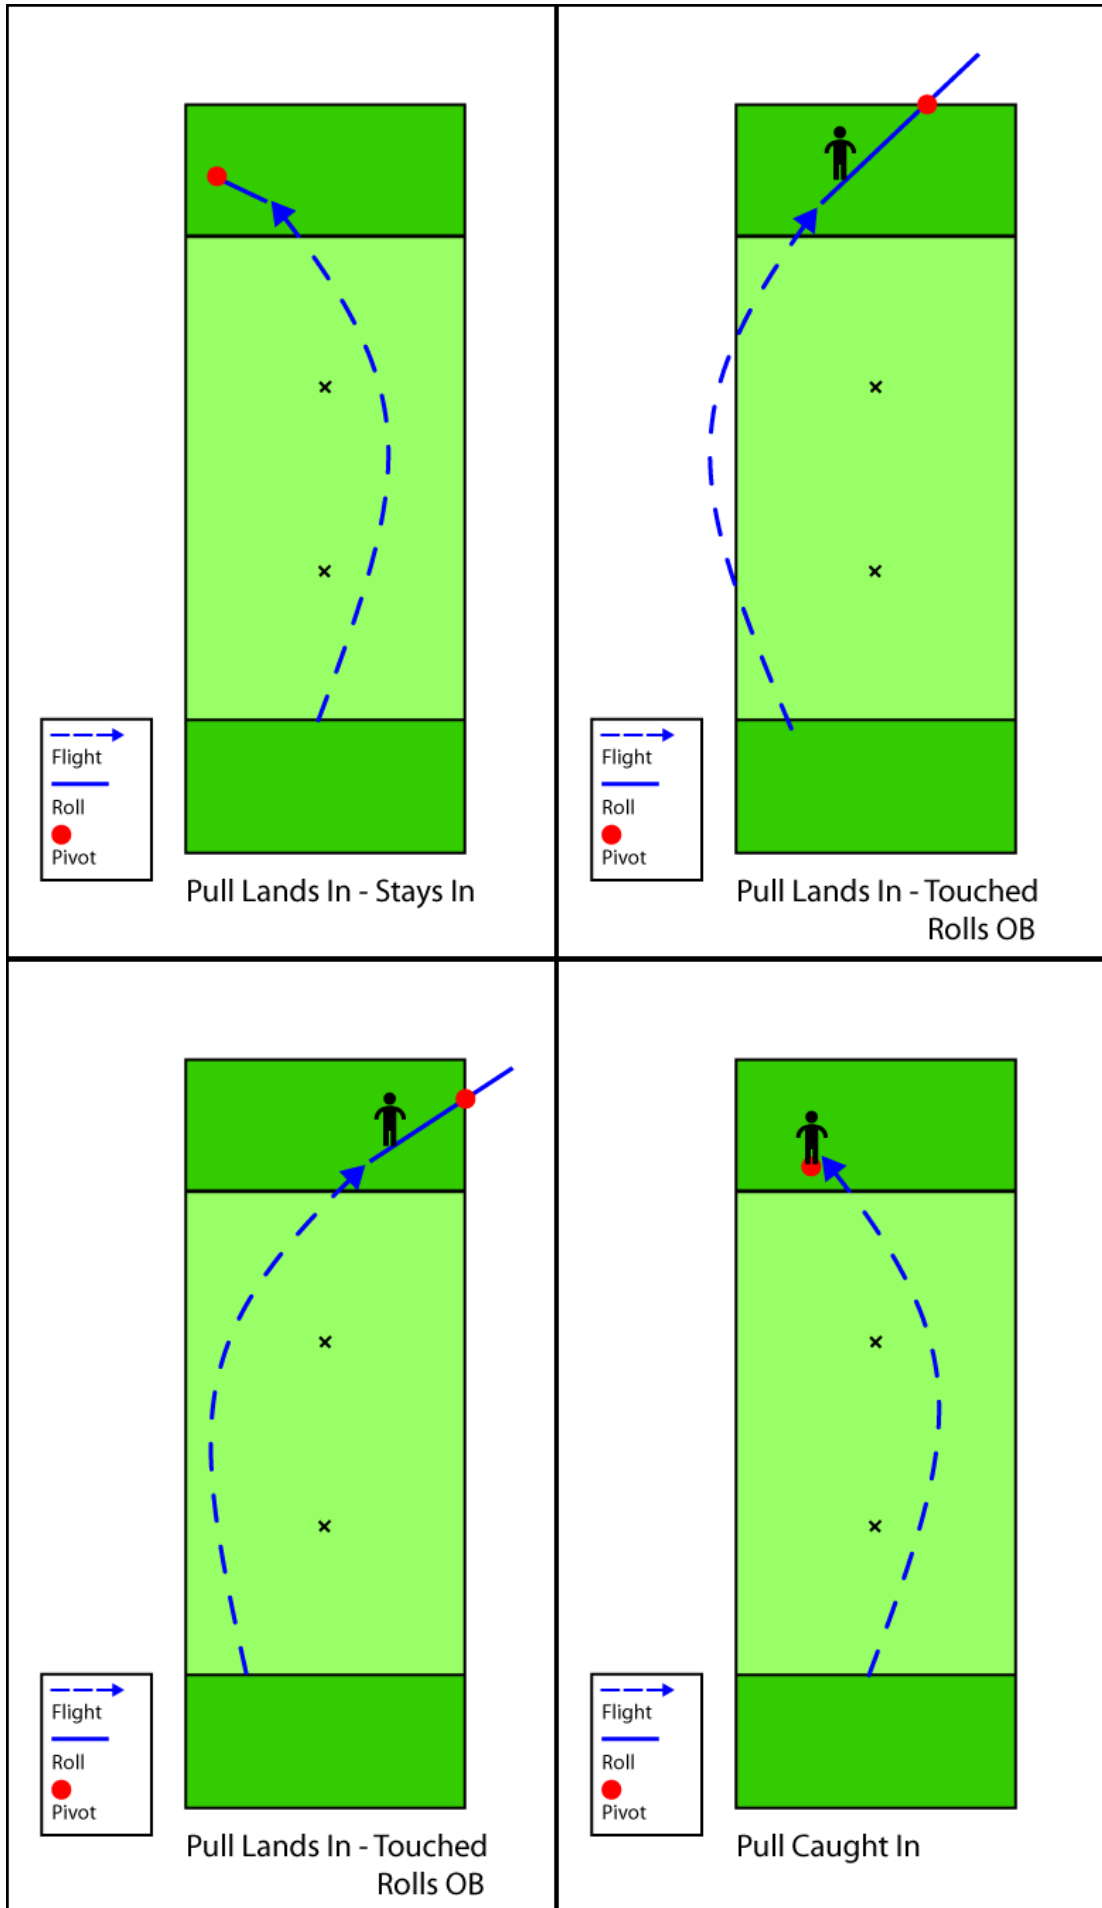 Flight
Roll
Pivot
Pull Lands In - Stays In
Flight
Roll
Pivot
Pull Lands In - Touched
Rolls OB
Flight
Roll
Pivot
Pull Lands In - Touched
Rolls OB
Flight
Roll
Pivot
Pull Caught In